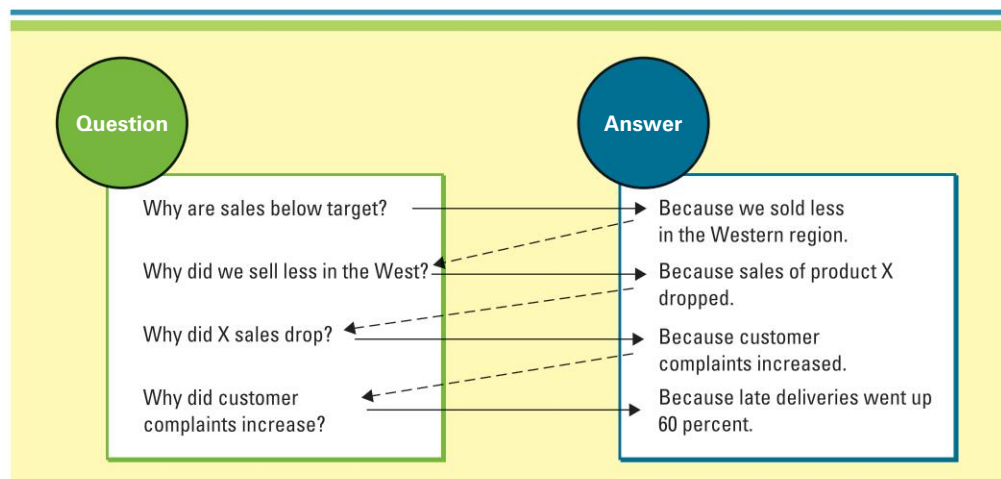 Question
Answer
Why are sales below target?
Because we sold less
in the Western region.
Why did we sell less in the West?
Because sales of product X
dropped.
Why did X sales drop?
Because customer
complaints increased.
Why did customer
complaints increase?
Because late deliveries went up
60 percent.